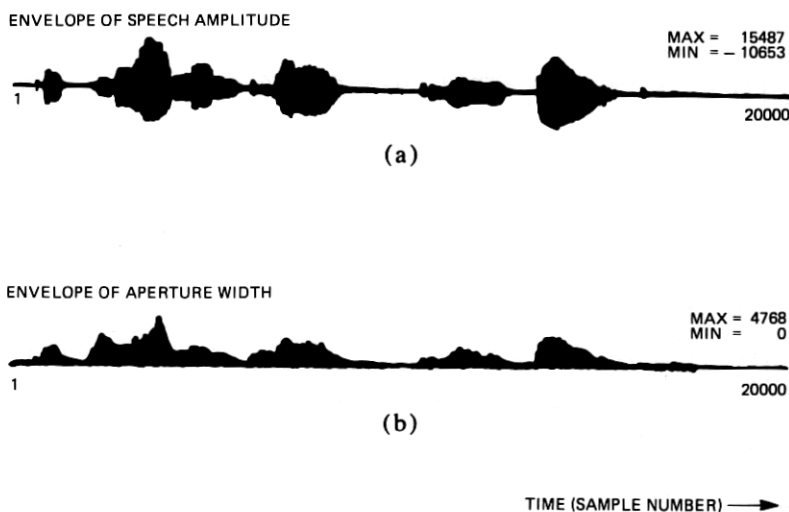 ENVELOPE OF SPEECH AMPLITUDE
MAX = 15487
MIN = – 10653
1
20000
(a)
ENVELOPE OF APERTURE WIDTH
MAX = 4768
MIN = 0
1
20000
(b)
TIME (SAMPLE NUMBER)